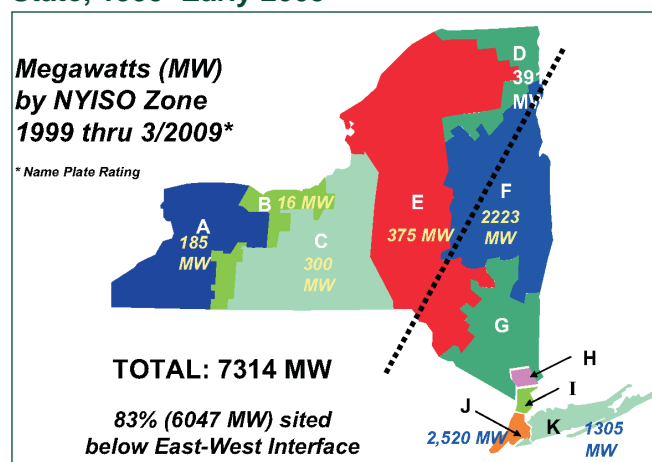 Megawatts (MW)
by NYISO Zone
1999 thru 3/2009*
* Name Plate Rating
D
391
MW
B 16 MW
A
185
MW
C
300
MW
E
375 MW
F
2223
MW
G
TOTAL: 7314 MW
83% (6047 MW) sited
below East-West Interface
H
I
J
2,520 MW
K
1305
MW